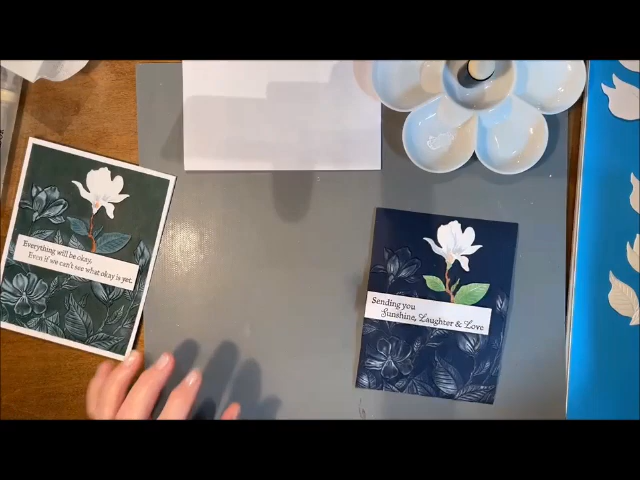 Everything will be okay,
Even if we can't see what okay is yet.
Sending you
Sunshine, Laughter & Love